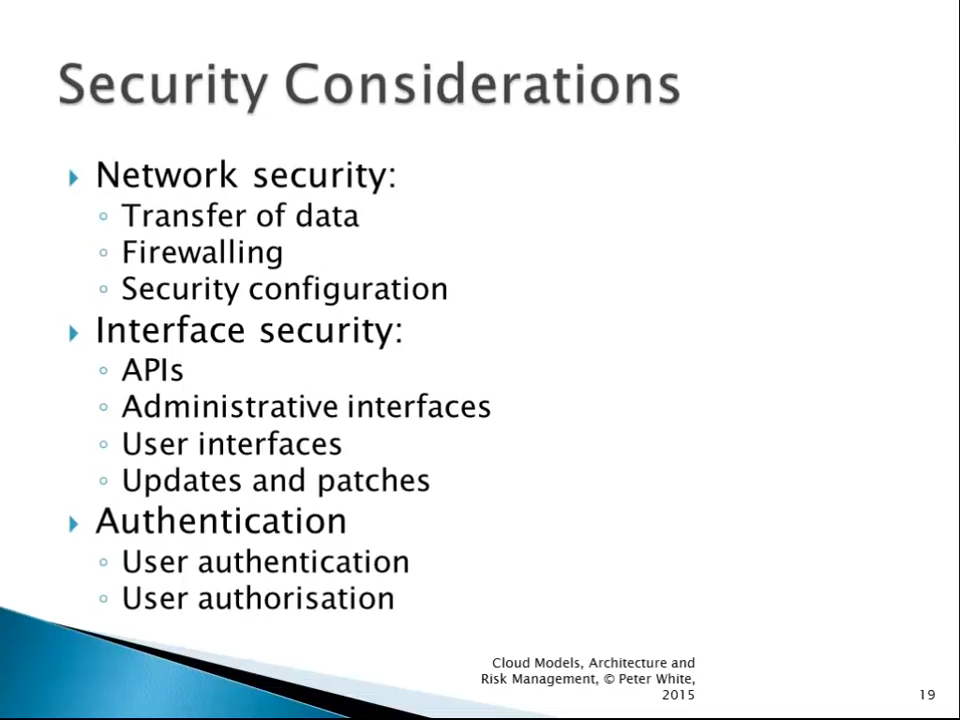 Security Considerations
Network security:
Transfer of data
Firewalling
Security configuration
Interface security:
APIs
Administrative interfaces
User interfaces
Updates and patches
Authentication
User authentication
User authorisation
Cloud Models, Architecture and
Risk Management, © Peter White,
2015
19